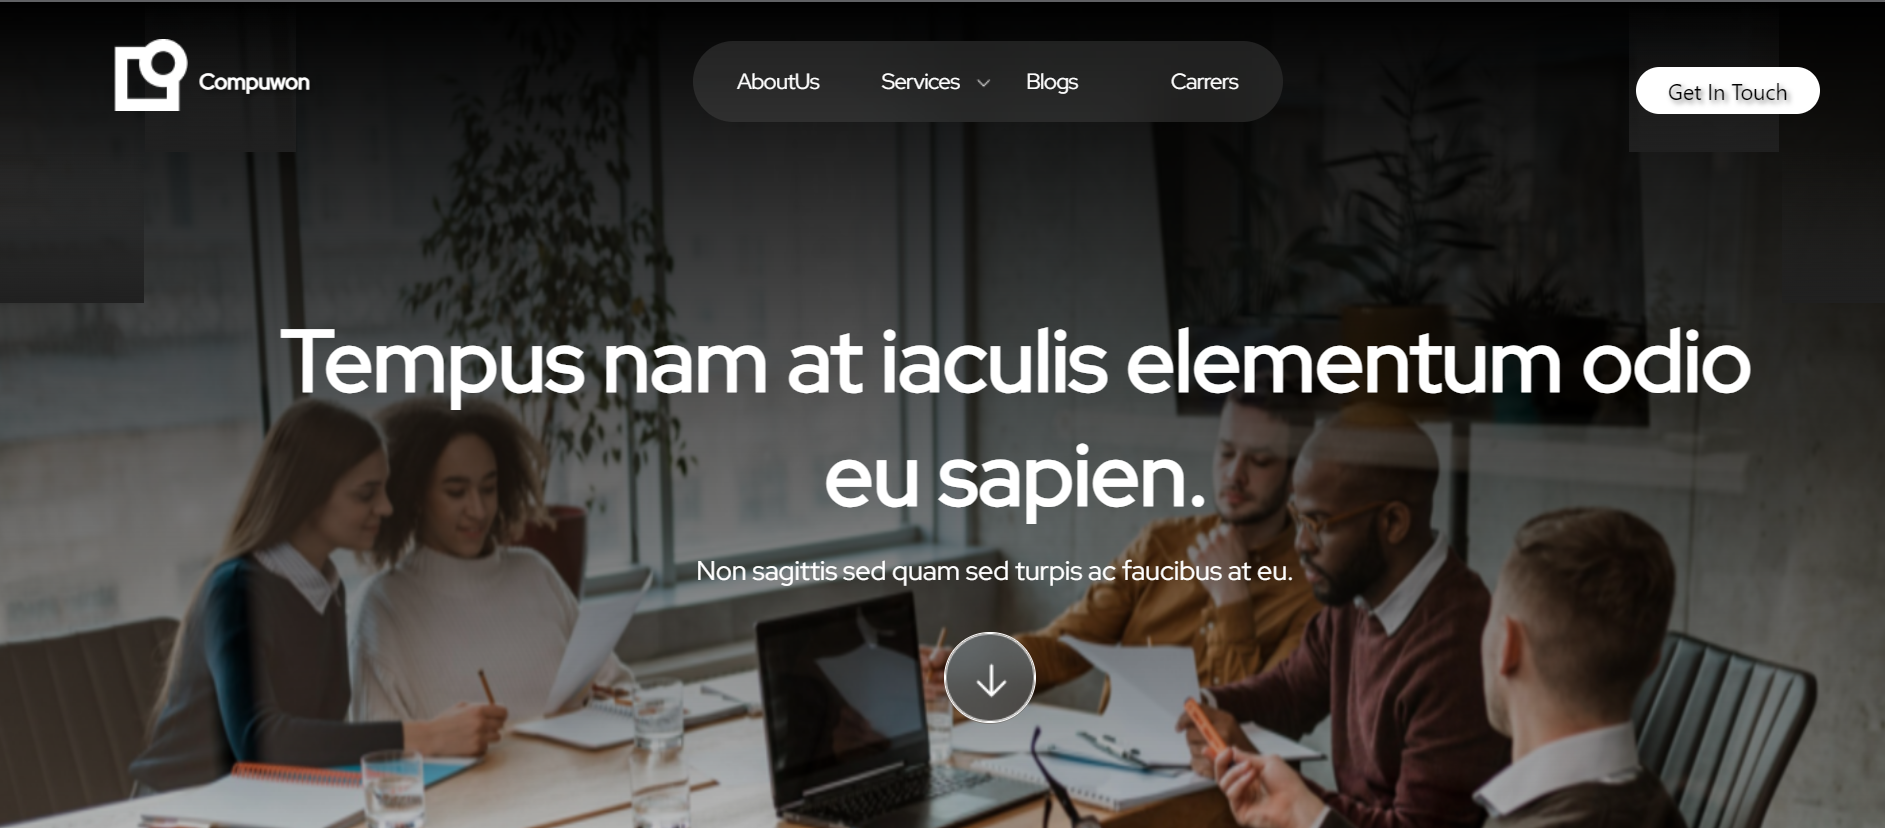 Compuwon
AboutUs
Services
Blogs
Carrers
Get In Touch
Tempus nam at iaculis elementum odio
eu sapien.
Non sagittis sed quam sed turpis ac faucibus at eu.